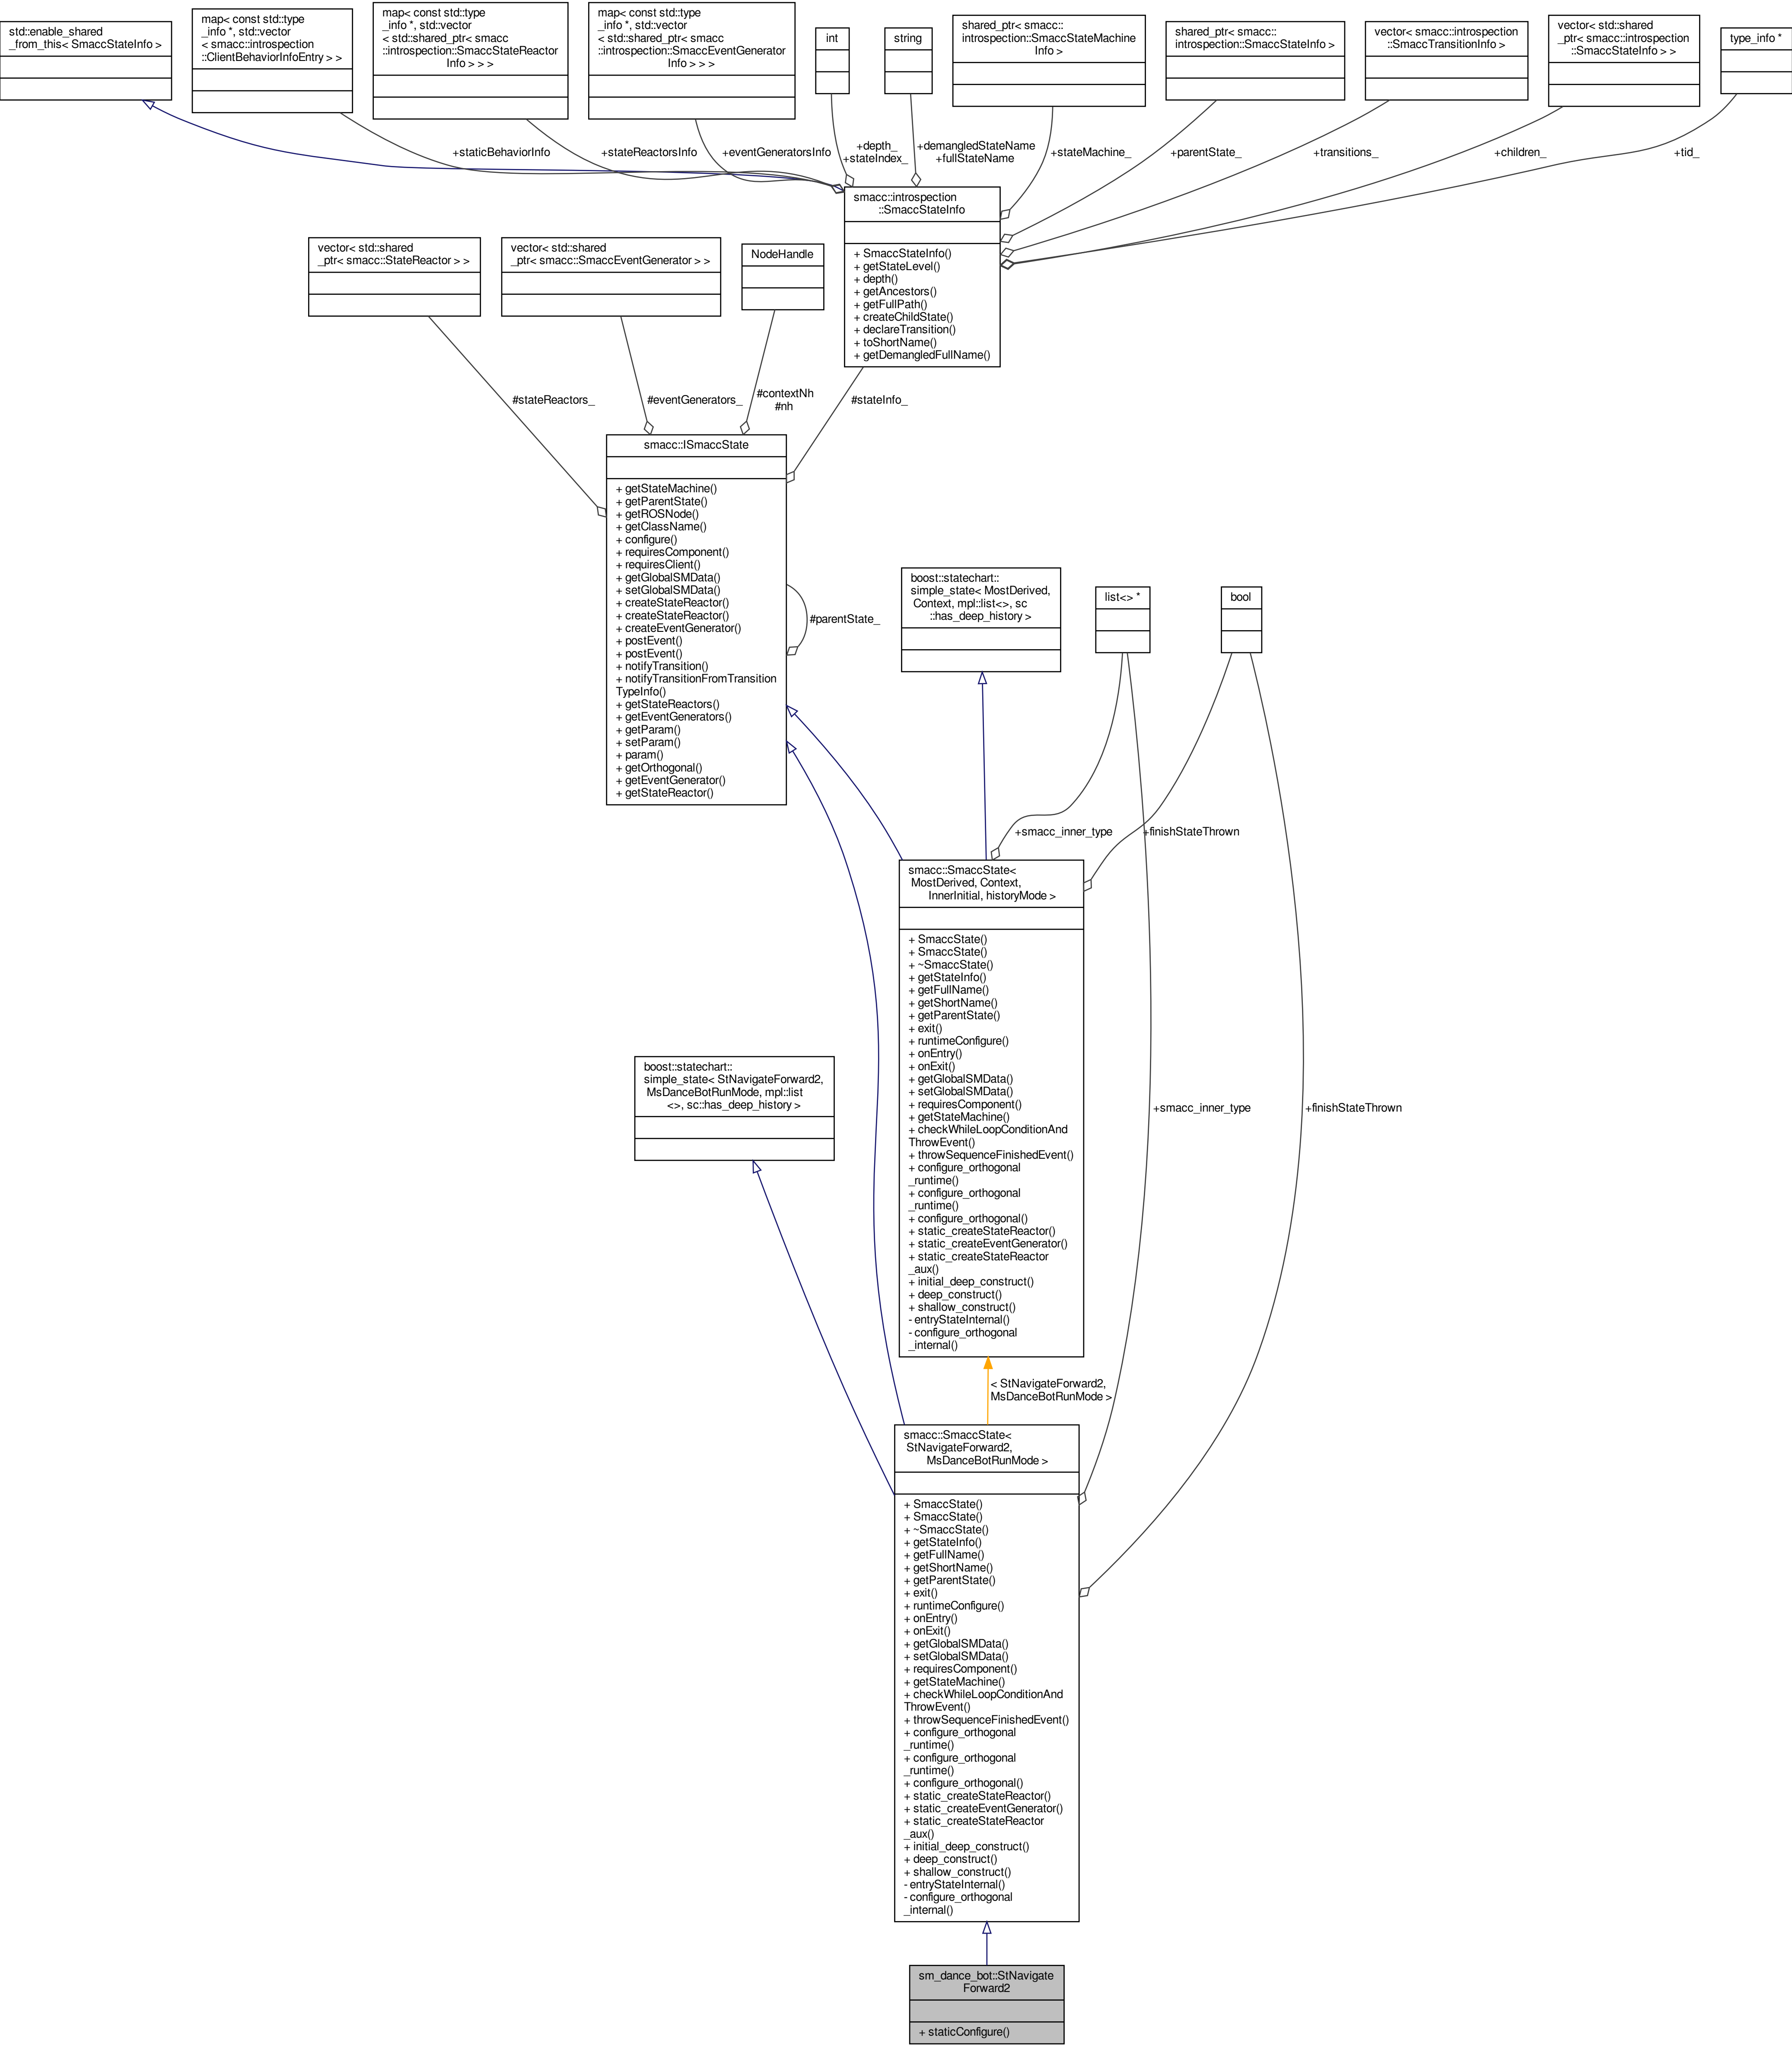 std::enable_shared
_from_this< SmaccStateInfo >
map< const std::type
_info *, std::vector
< smacc::introspection
::ClientBehaviorInfoEntry > >
map< const std::type
_info *, std::vector
< std::shared_ptr< smacc
::introspection::SmaccStateReactor
Info > > >
map< const std::type
_info *, std::vector
< std::shared_ptr< smacc
::introspection::SmaccEventGenerator
Info > > >
int
string
shared_ptr< smacc::
introspection::SmaccStateMachine
Info >
shared_ptr< smacc::
introspection::SmaccStateInfo >
vector< smacc::introspection
::SmaccTransitionInfo >
vector< std::shared
_ptr< smacc::introspection
::SmaccStateInfo > >
type_info *
+staticBehaviorInfo
+stateReactorsInfo
+eventGeneratorsInfo
+depth_
+stateIndex_
+demangledStateName
+fullStateName
+stateMachine_
+parentState_
+transitions_
+children_
+tid_
smacc::introspection
::SmaccStateInfo
+ SmaccStateInfo()
+ getStateLevel()
+ depth()
+ getAncestors()
+ getFullPath()
+ createChildState()
+ declareTransition()
+ toShortName()
+ getDemangledFullName()
vector< std::shared
_ptr< smacc::StateReactor > >
vector< std::shared
_ptr< smacc::SmaccEventGenerator > >
NodeHandle
#stateReactors_
#eventGenerators_
#contextNh
#nh
#stateInfo_
smacc::ISmaccState
+ getStateMachine()
+ getParentState()
+ getROSNode()
+ getClassName()
+ configure()
+ requiresComponent()
+ requiresClient()
+ getGlobalSMData()
+ setGlobalSMData()
+ createStateReactor()
+ createStateReactor()
+ createEventGenerator()
+ postEvent()
+ postEvent()
+ notifyTransition()
+ notifyTransitionFromTransition
TypeInfo()
+ getStateReactors()
+ getEventGenerators()
+ getParam()
+ setParam()
+ param()
+ getOrthogonal()
+ getEventGenerator()
+ getStateReactor()
#parentState_
boost::statechart::
simple_state< MostDerived,
Context, mpl::list<>, sc
::has_deep_history >
list<> *
bool
+smacc_inner_type
+finishStateThrown
smacc::SmaccState<
MostDerived, Context,
InnerInitial, historyMode >
+ SmaccState()
+ SmaccState()
+ ~SmaccState()
+ getStateInfo()
+ getFullName()
+ getShortName()
+ getParentState()
+ exit()
+ runtimeConfigure()
+ onEntry()
+ onExit()
+ getGlobalSMData()
+ setGlobalSMData()
+ requiresComponent()
+ getStateMachine()
+ checkWhileLoopConditionAnd
ThrowEvent()
+ throwSequenceFinishedEvent()
+ configure_orthogonal
_runtime()
+ configure_orthogonal
_runtime()
+ configure_orthogonal()
+ static_createStateReactor()
+ static_createEventGenerator()
+ static_createStateReactor
_aux()
+ initial_deep_construct()
+ deep_construct()
+ shallow_construct()
- entryStateInternal()
- configure_orthogonal
_internal()
boost::statechart::
simple_state< StNavigateForward2,
MsDanceBotRunMode, mpl::list
<>, sc::has_deep_history >
+smacc_inner_type
+finishStateThrown
< StNavigateForward2,
MsDanceBotRunMode >
smacc::SmaccState<
StNavigateForward2,
MsDanceBotRunMode >
+ SmaccState()
+ SmaccState()
+ ~SmaccState()
+ getStateInfo()
+ getFullName()
+ getShortName()
+ getParentState()
+ exit()
+ runtimeConfigure()
+ onEntry()
+ onExit()
+ getGlobalSMData()
+ setGlobalSMData()
+ requiresComponent()
+ getStateMachine()
+ checkWhileLoopConditionAnd
ThrowEvent()
+ throwSequenceFinishedEvent()
+ configure_orthogonal
_runtime()
+ configure_orthogonal
_runtime()
+ configure_orthogonal()
+ static_createStateReactor()
+ static_createEventGenerator()
+ static_createStateReactor
_aux()
+ initial_deep_construct()
+ deep_construct()
+ shallow_construct()
- entryStateInternal()
- configure_orthogonal
_internal()
sm_dance_bot::StNavigate
Forward2
+ staticConfigure()